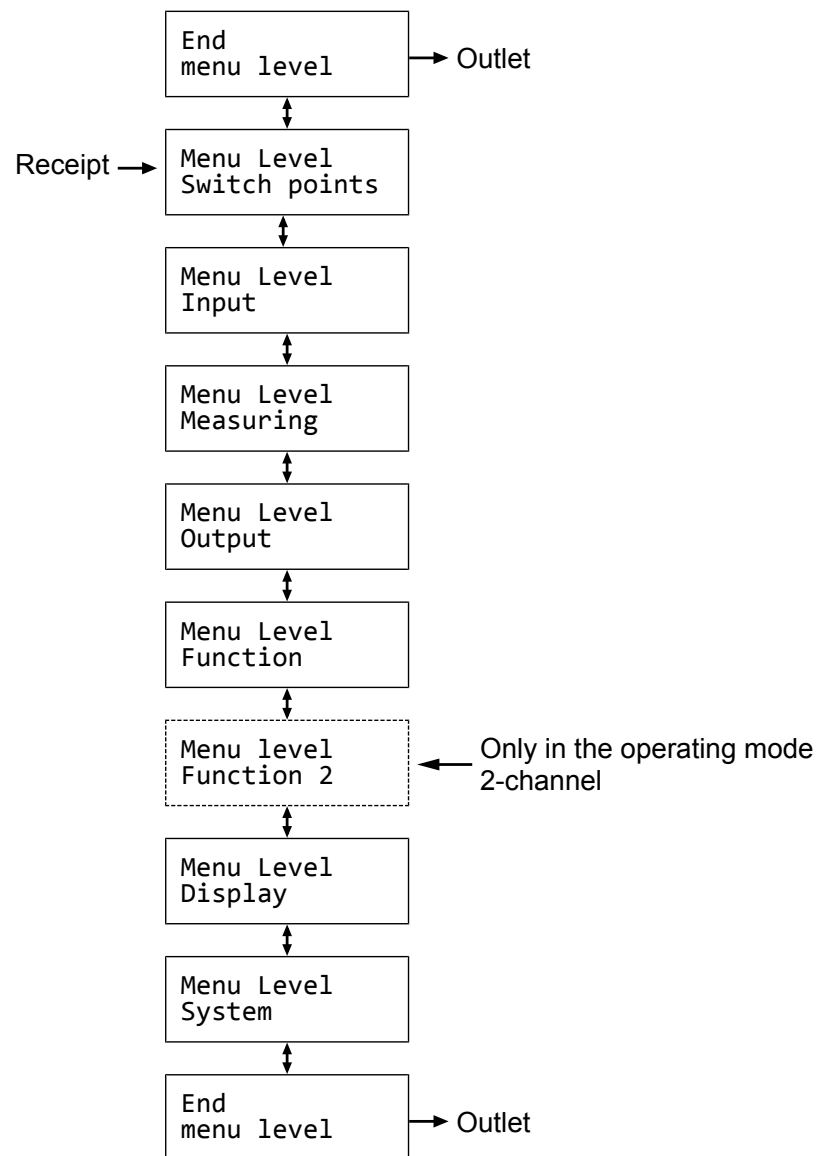 End
menu level
Outlet
Receipt
Menu Level
Switch points
Menu Level
Input
Menu Level
Measuring
Menu Level
Output
Menu Level
Function
Menu level
Function 2
Only in the operating mode
2-channel
Menu Level
Display
Menu Level
System
End
menu level
Outlet